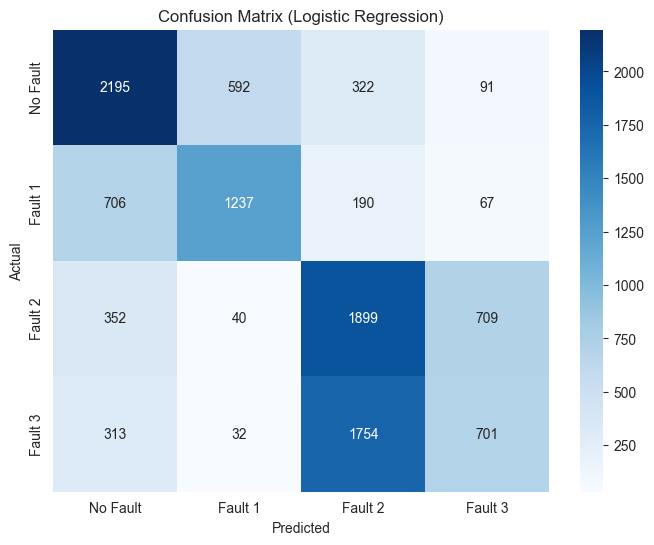 Confusion Matrix (Logistic Regression)
No Fault 2195 592 322 91
Fault 1 706 1237 190 67
Fault 2 352 40 1899 709
Fault 3 313 32 1754 701
No Fault Fault 1 Fault 2 Fault 3
Predicted
Actual
2000
1750
1500
1250
1000
750
500
250